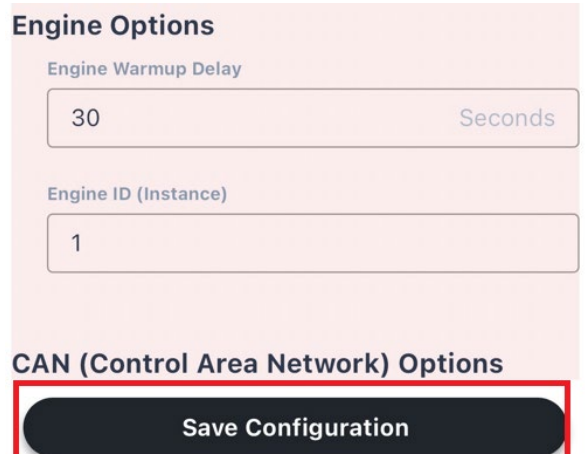 Engine Options
Engine Warmup Delay
30 Seconds
Engine ID (Instance)
1
CAN (Control Area Network) Options
Save Configuration